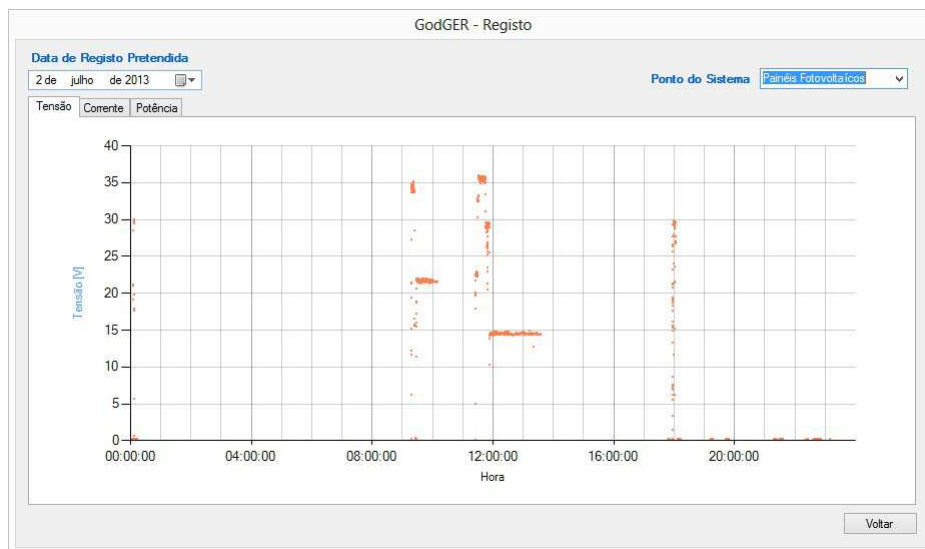 GodGER - Registo
Data de Registo Pretendida
2 de julho de 2013
Ponto do Sistema
Painéis Fotovoltaícos
Tensão Corrente Potência
40
35
30
25
20
15
10
5
0
Tensão [V]
00:00:00 04:00:00 08:00:00 12:00:00 16:00:00 20:00:00
Hora
Voltar